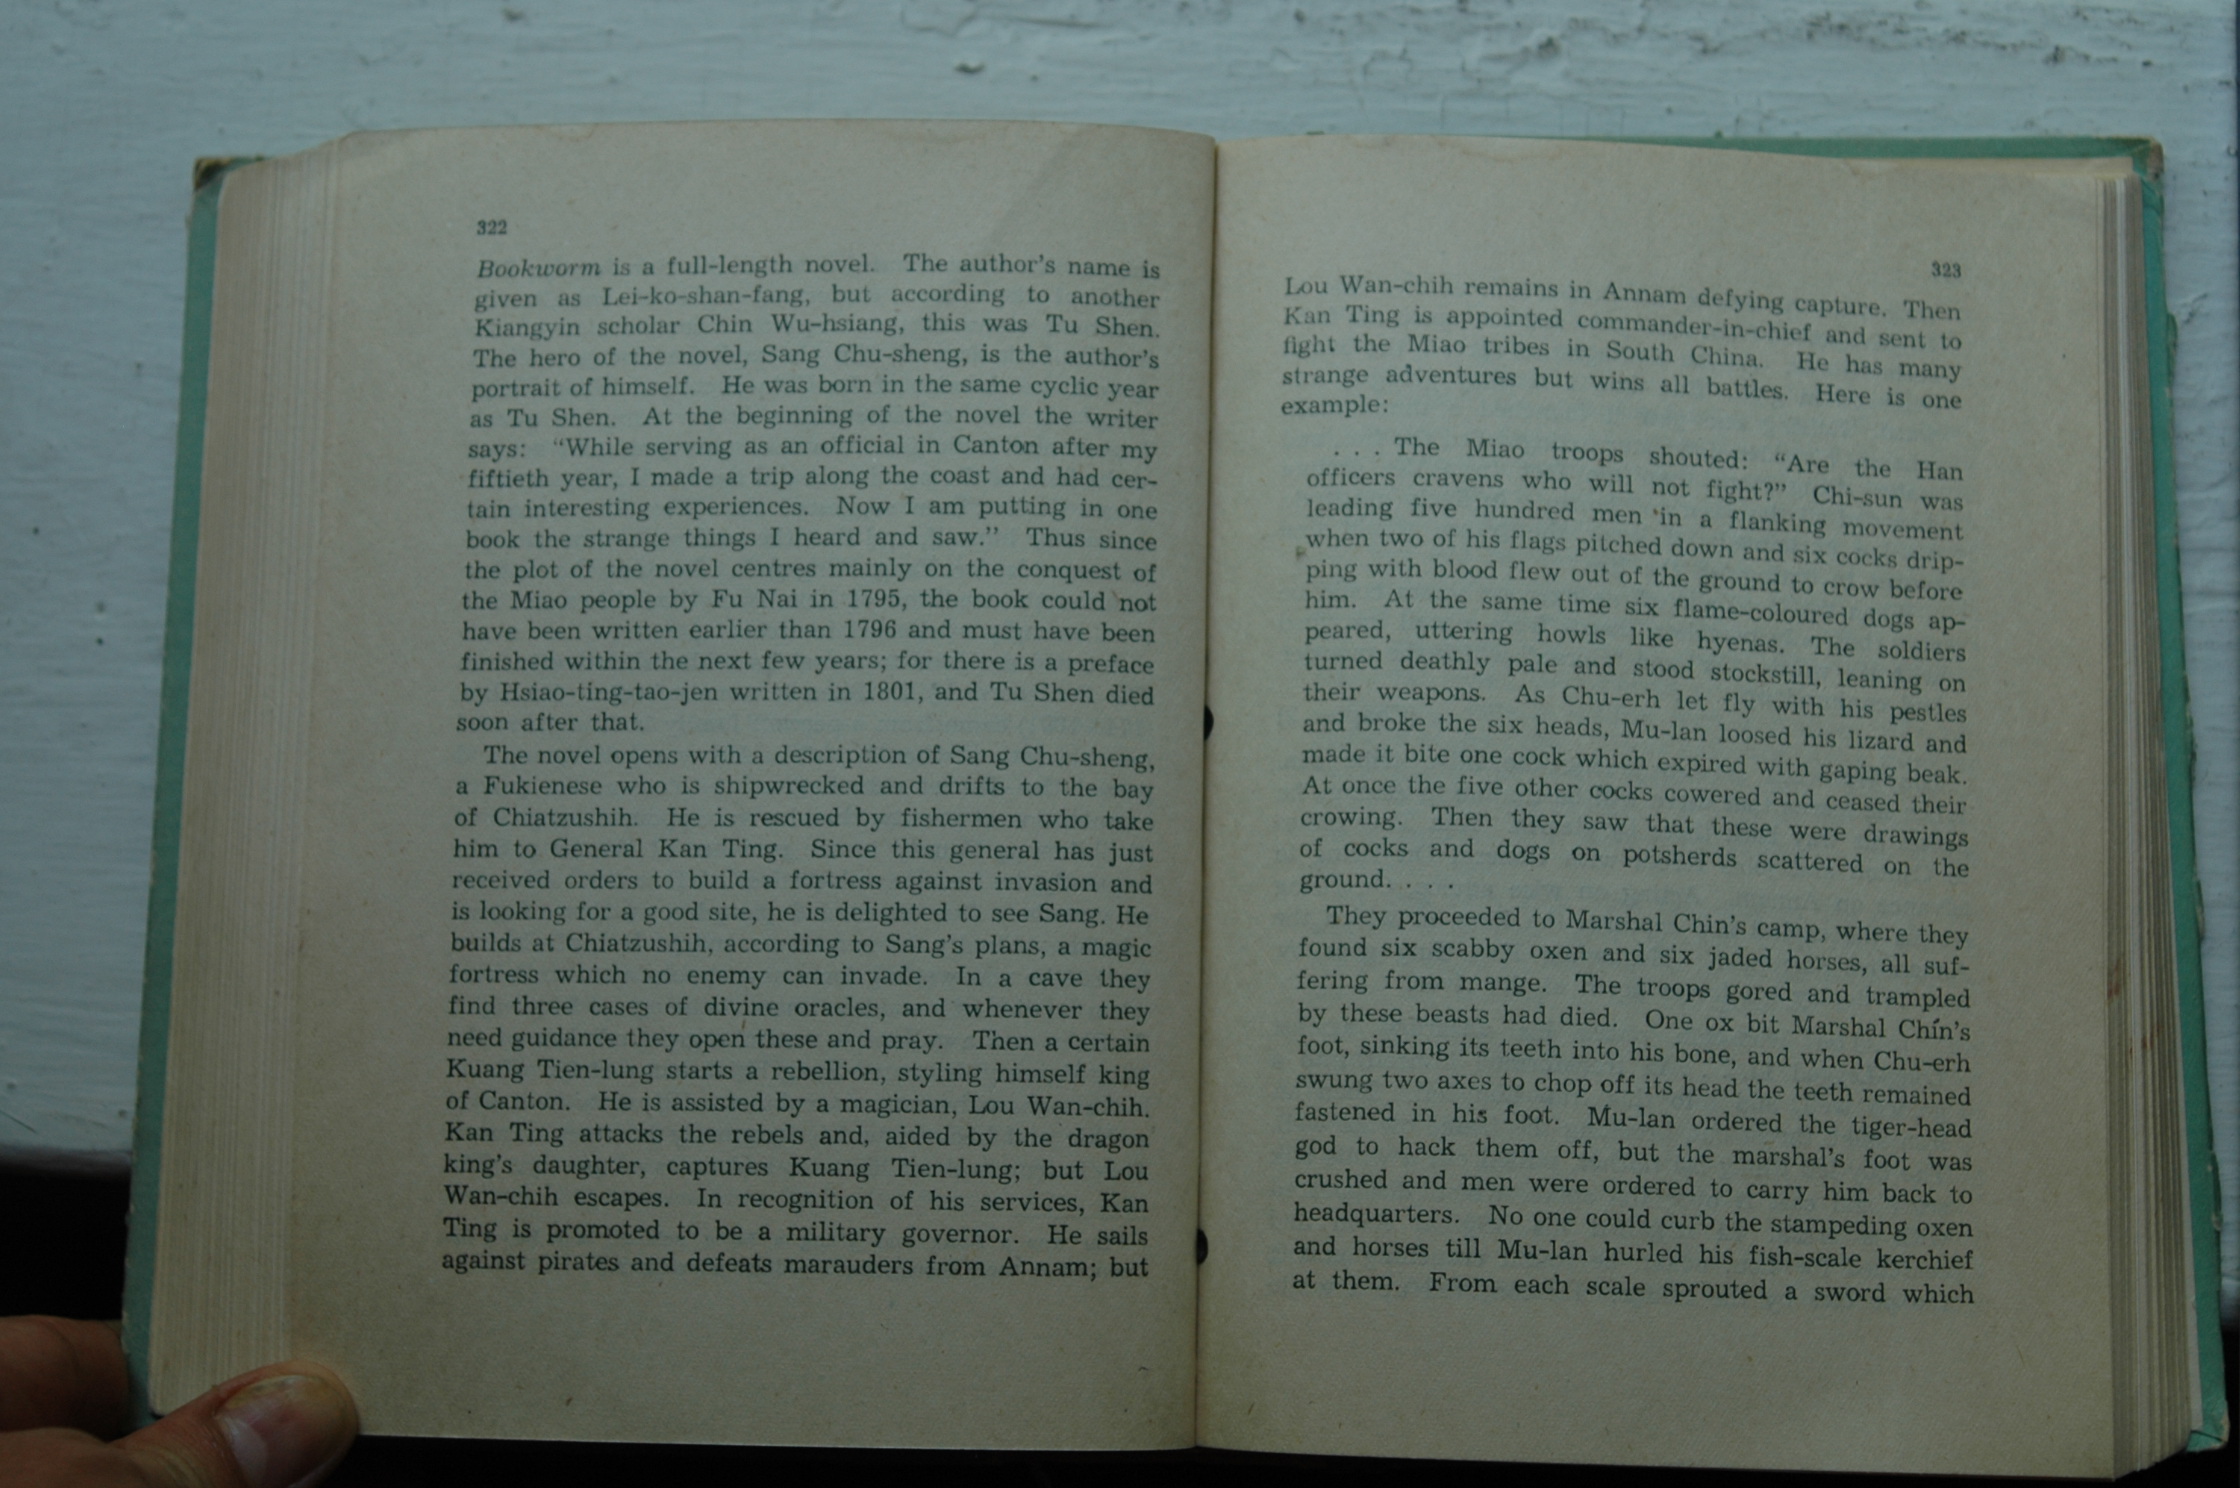 322
Bookworm is a full-length novel. The author's name is
given as Lei-ko-shan-fang, but according to another
Kiangyin scholar Chin Wu-hsiang, this was Tu Shen.
The hero of the novel, Sang Chu-sheng, is the author's
portrait of himself. He was born in the same cyclic year
as Tu Shen. At the beginning of the novel the writer
says: “While serving as an official in Canton after my
fiftieth year, I made a trip along the coast and had cer-
tain interesting experiences. Now I am putting in one
book the strange things I heard and saw.” Thus since
the plot of the novel centres mainly on the conquest of
the Miao people by Fu Nai in 1795, the book could not
have been written earlier than 1796 and must have been
finished within the next few years; for there is a preface
by Hsiao-ting-tao-jen written in 1801, and Tu Shen died
soon after that.
The novel opens with a description of Sang Chu-sheng,
a Fukienese who is shipwrecked and drifts to the bay
of Chiatzushih. He is rescued by fishermen who take
him to General Kan Ting. Since this general has just
received orders to build a fortress against invasion and
is looking for a good site, he is delighted to see Sang. He
builds at Chiatzushih, according to Sang's plans, a magic
fortress which no enemy can invade. In a cave they
find three cases of divine oracles, and whenever they
need guidance they open these and pray. Then a certain
Kuang Tien-lung starts a rebellion, styling himself king
of Canton. He is assisted by a magician, Lou Wan-chih.
Kan Ting attacks the rebels and, aided by the dragon
king's daughter, captures Kuang Tien-lung; but Lou
Wan-chih escapes. In recognition of his services, Kan
Ting is promoted to be a military governor. He sails
against pirates and defeats marauders from Annam; but
323
Lou Wan-chih remains in Annam defying capture. Then
Kan Ting is appointed commander-in-chief and sent to
fight the Miao tribes in South China. He has many
strange adventures but wins all battles. Here is one
example:
. . . The Miao troops shouted: “Are the Han
officers cravens who will not fight?” Chi-sun was
leading five hundred men in a flanking movement
when two of his flags pitched down and six cocks drip-
ping with blood flew out of the ground to crow before
him. At the same time six flame-coloured dogs ap-
peared, uttering howls like hyenas. The soldiers
turned deathly pale and stood stockstill, leaning on
their weapons. As Chu-erh let fly with his pestles
and broke the six heads, Mu-lan loosed his lizard and
made it bite one cock which expired with gaping beak.
At once the five other cocks cowered and ceased their
crowing. Then they saw that these were drawings
of cocks and dogs on potsherds scattered on the
ground. . . .
They proceeded to Marshal Chin's camp, where they
found six scabby oxen and six jaded horses, all suf-
fering from mange. The troops gored and trampled
by these beasts had died. One ox bit Marshal Chin's
foot, sinking its teeth into his bone, and when Chu-erh
swung two axes to chop off its head the teeth remained
fastened in his foot. Mu-lan ordered the tiger-head
god to hack them off, but the marshal's foot was
crushed and men were ordered to carry him back to
headquarters. No one could curb the stampeding oxen
and horses till Mu-lan hurled his fish-scale kerchief
at them. From each scale sprouted a sword which